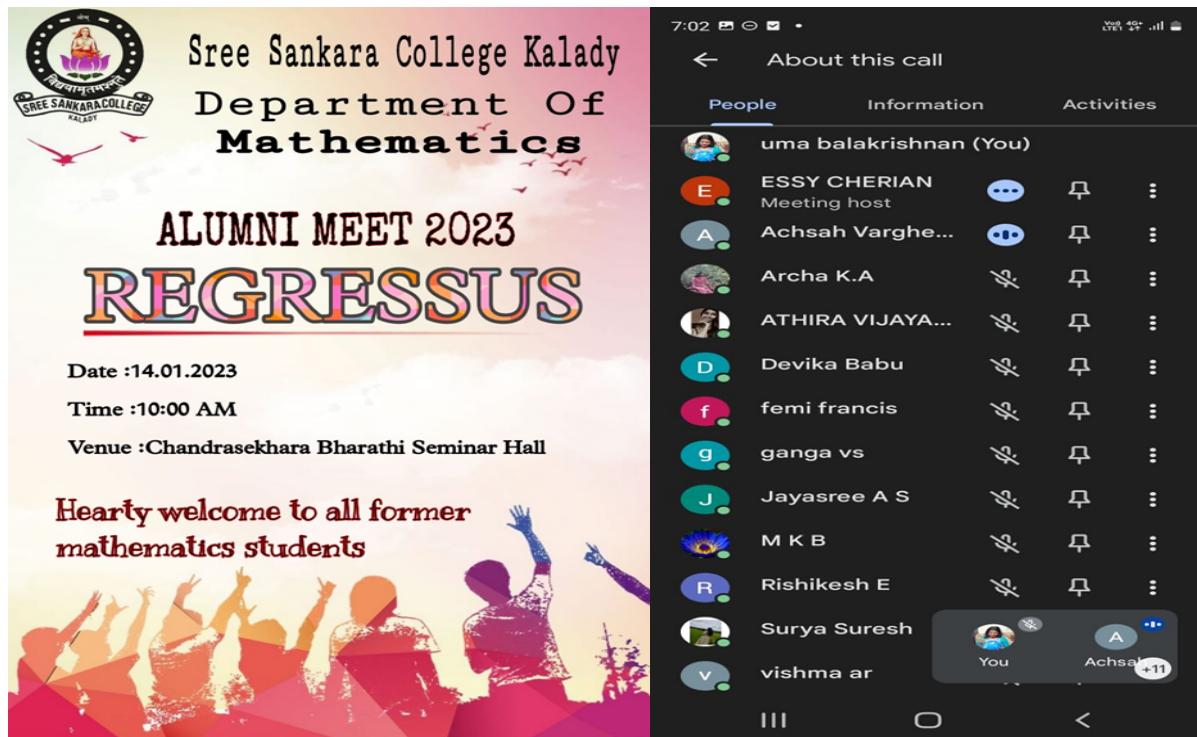 SREE SANKARA COLLEGE
KALADY
Sree Sankara College Kalady
Department Of
Mathematics
ALUMNI MEET 2023
REGRESSUS
Date :14.01.2023
Time :10:00 AM
Venue :Chandrasekhara Bharathi Seminar Hall
Hearty welcome to all former
mathematics students
7:02
About this call
People Information Activities
uma balakrishnan (You)
E ESSY CHERIAN
Meeting host
A Achsah Varghe...
Archa K.A
ATHIRA VIJAYA...
D Devika Babu
f femi francis
g ganga vs
J Jayasree A S
M K B
R Rishikesh E
Surya Suresh
v vishma ar
A
You Achsah
+11